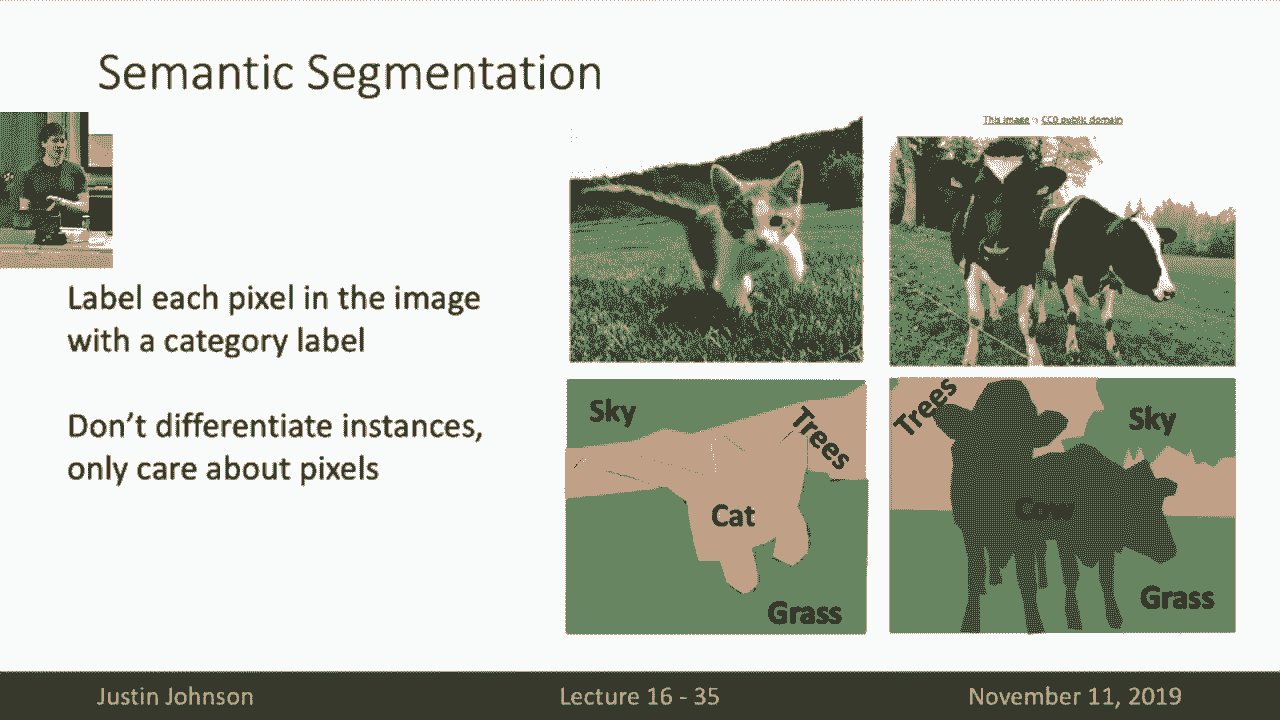 Semantic Segmentation
This image is CC0 public domain
Label each pixel in the image
with a category label
Don't differentiate instances,
only care about pixels
Sky
Trees
Cat
Grass
Trees
Sky
Cow
Grass
Justin Johnson
Lecture 16 - 35
November 11, 2019